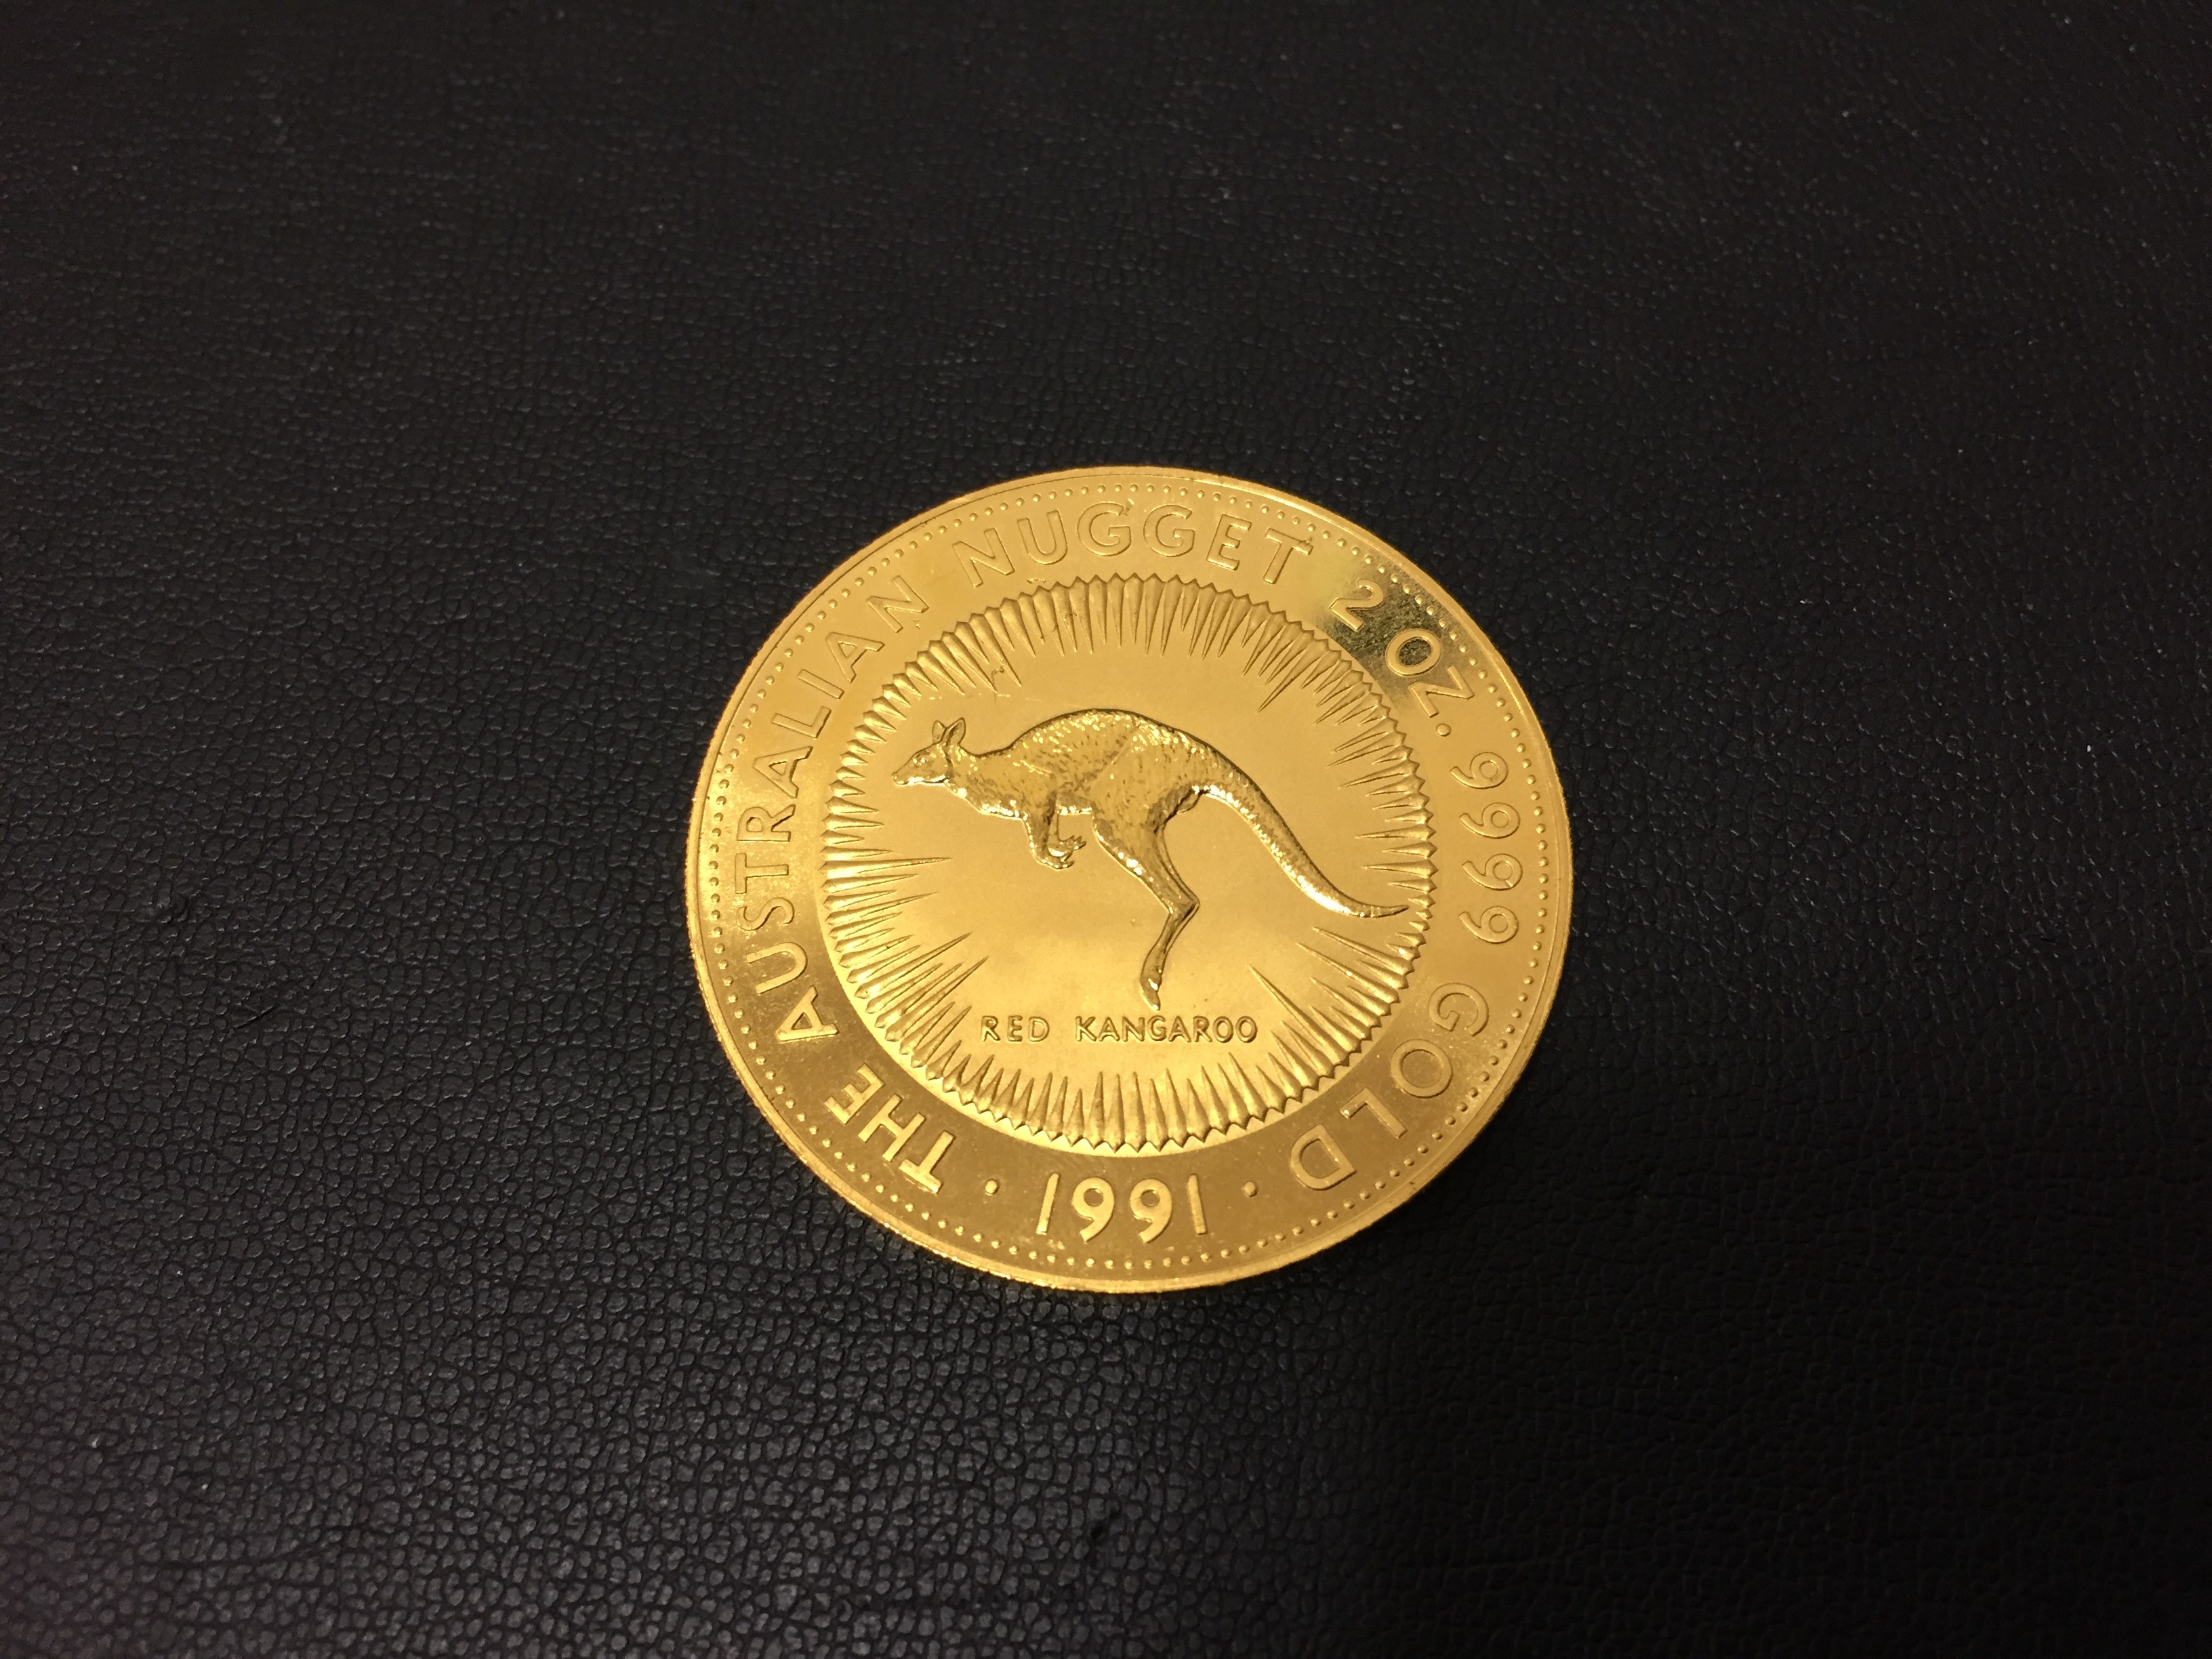 THE AUSTRALIAN NUGGET 2 OZ. 9999 GOLD
RED KANGAROO
· 1991 ·